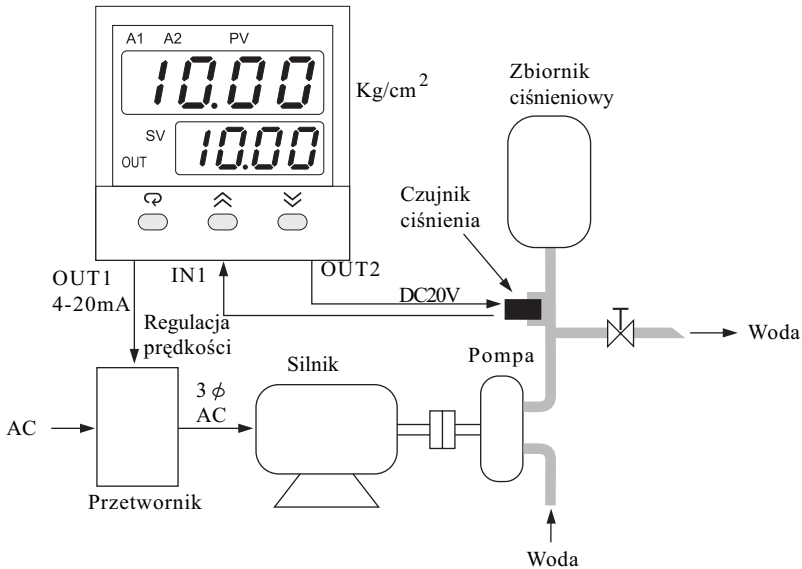 A1 A2 PV
10.00
Kg/cm²
SV
10.00
OUT
Zbiornik
ciśnieniowy
Czujnik
ciśnienia
OUT1
4-20mA
IN1
OUT2
DC20V
Regulacja
prędkości
Woda
Pompa
Silnik
3 ϕ
AC
AC
Przetwornik
Woda